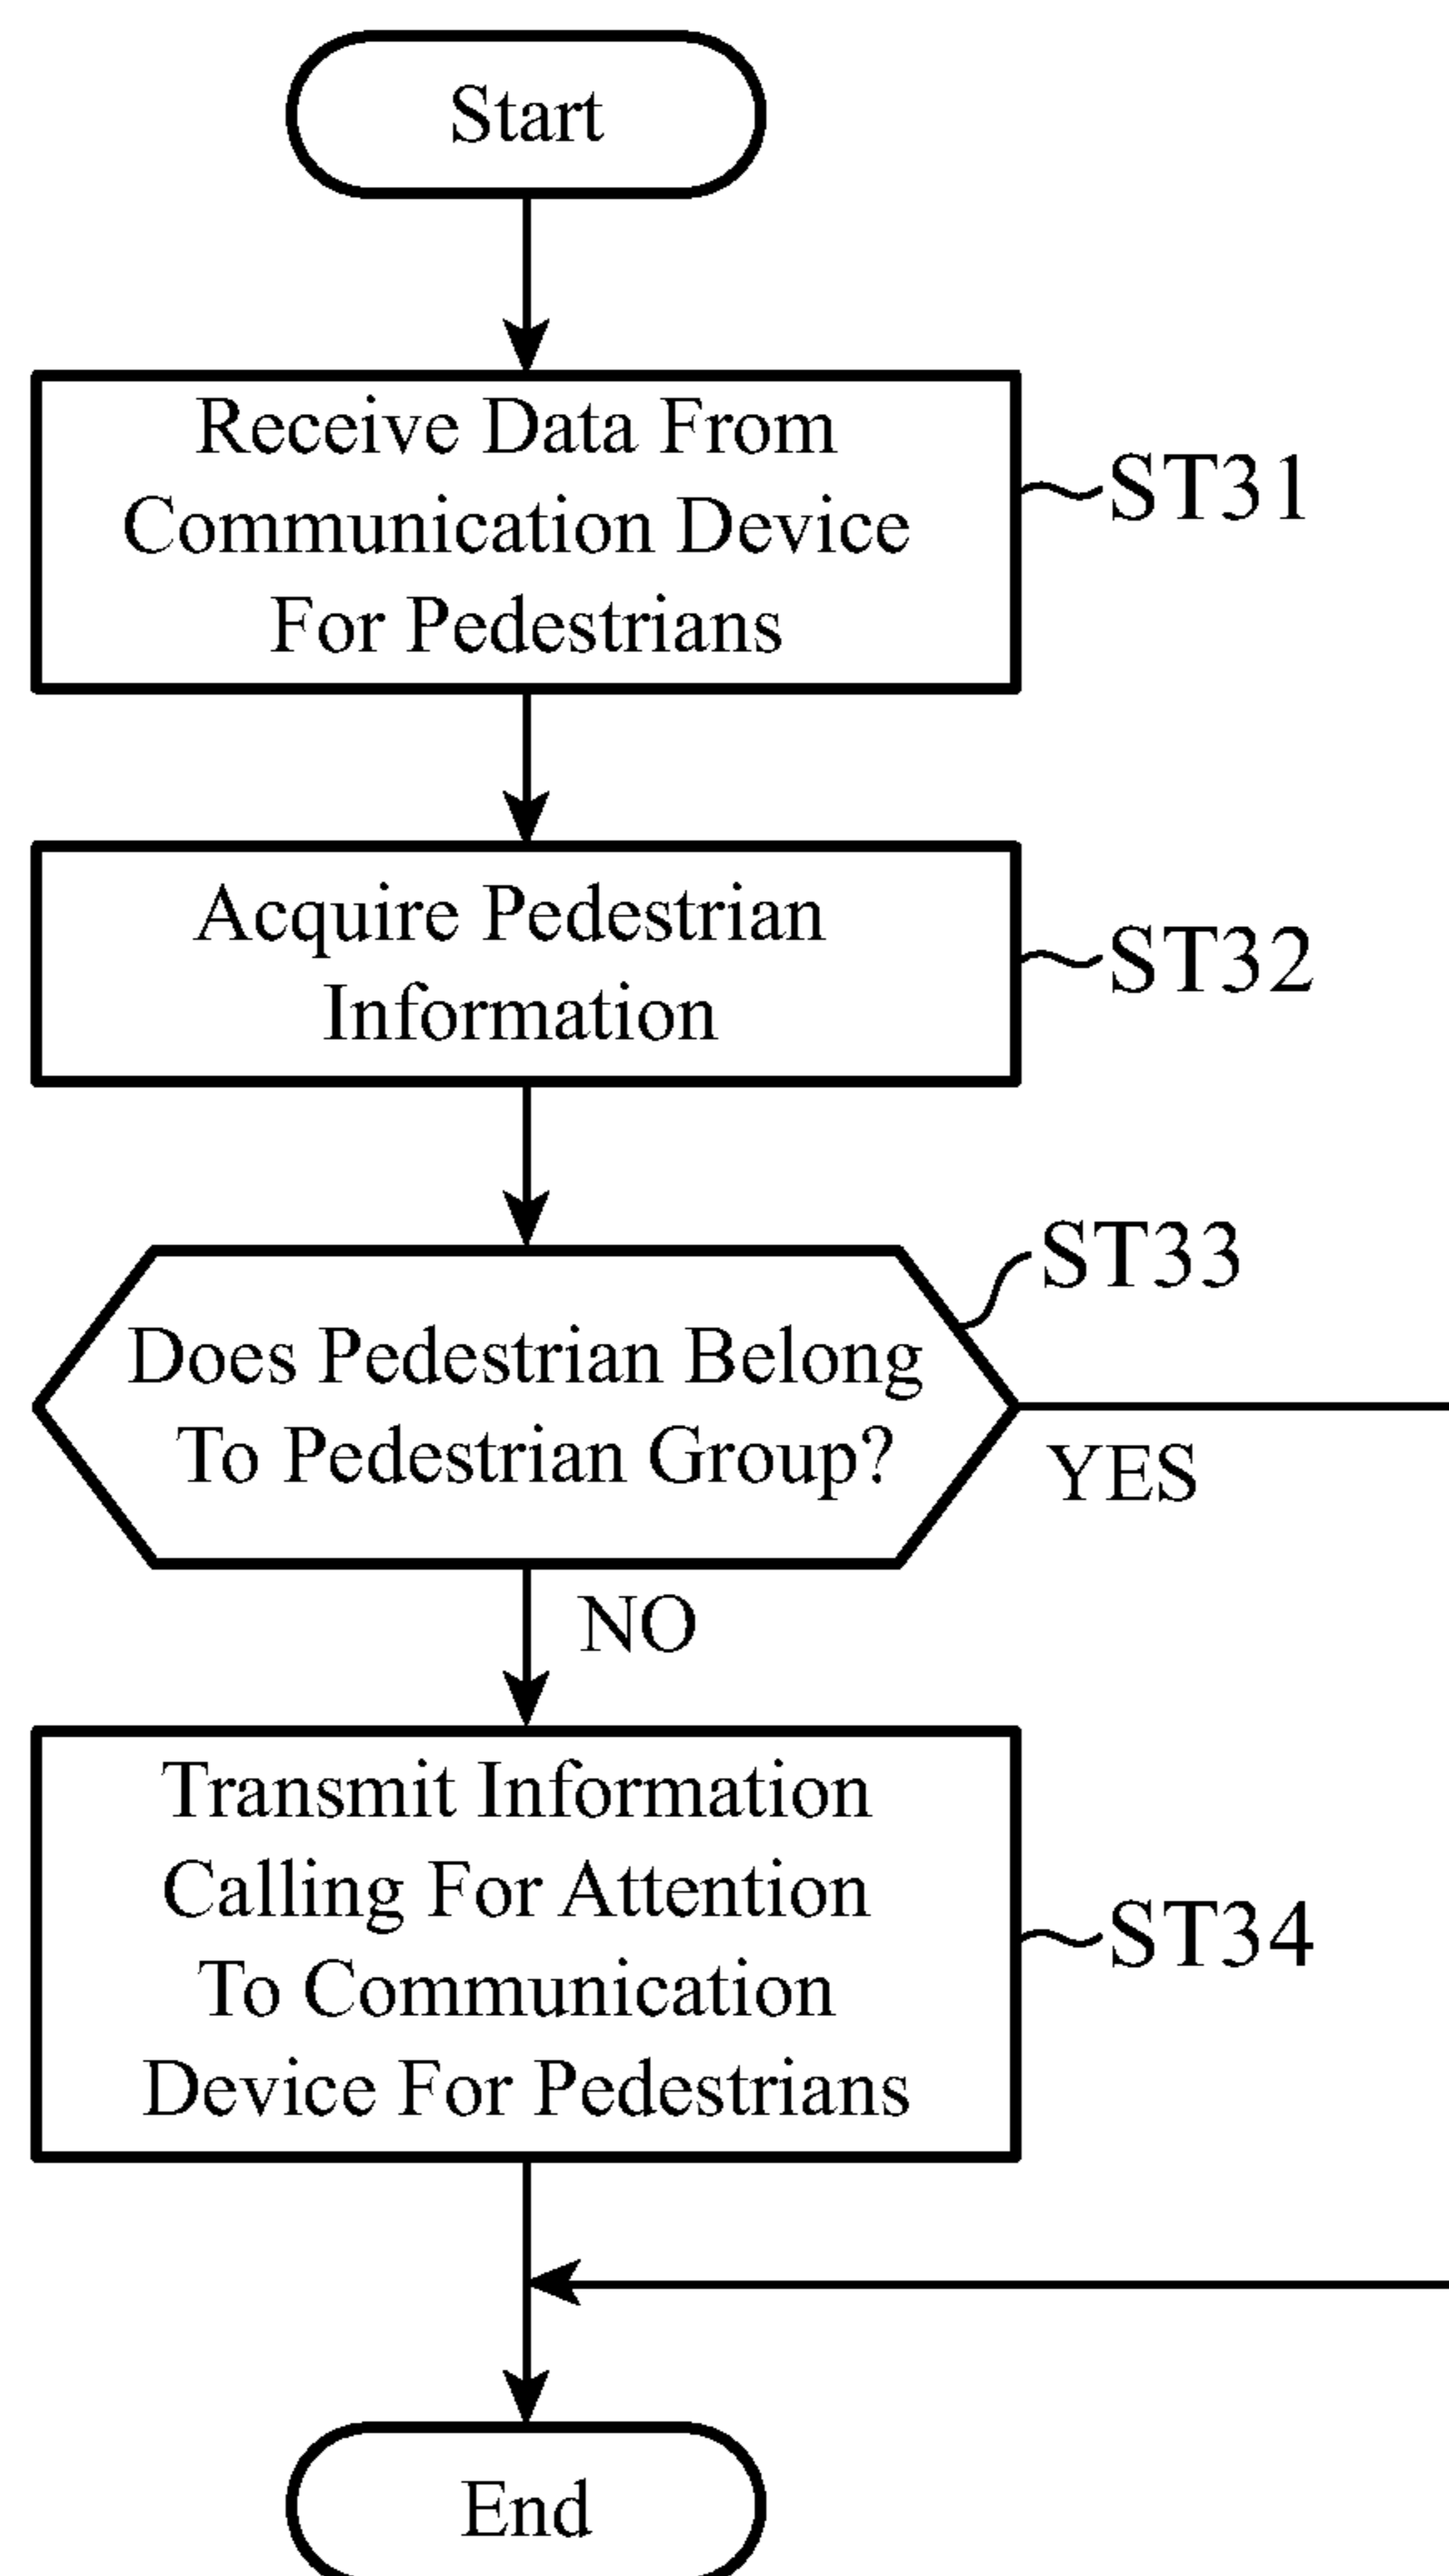 Start
Receive Data From
Communication Device
For Pedestrians
ST31
Acquire Pedestrian
Information
ST32
ST33
Does Pedestrian Belong
To Pedestrian Group?
YES
NO
Transmit Information
Calling For Attention
To Communication
Device For Pedestrians
ST34
End